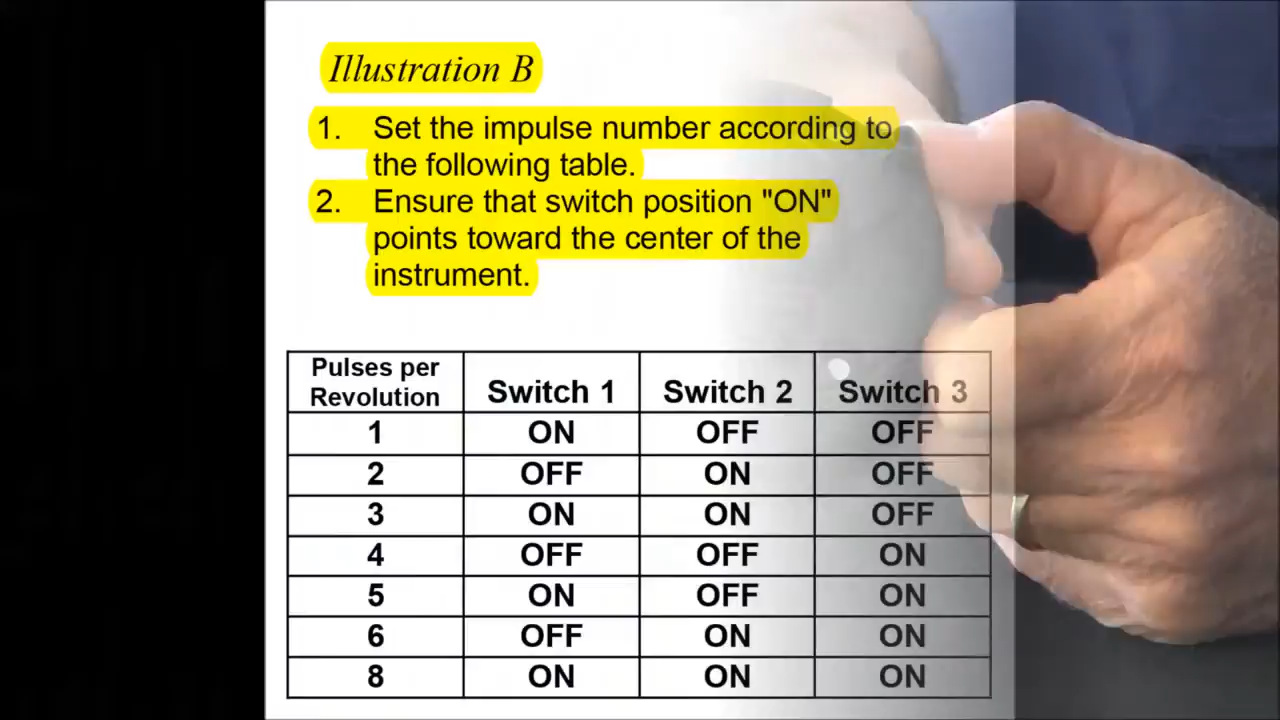 Illustration B
1. Set the impulse number according to
the following table.
2. Ensure that switch position "ON"
points toward the center of the
instrument.
Pulses per Revolution Switch 1 Switch 2 Switch 3
1 ON OFF OFF
2 OFF ON OFF
3 ON ON OFF
4 OFF OFF ON
5 ON OFF ON
6 OFF ON ON
8 ON ON ON